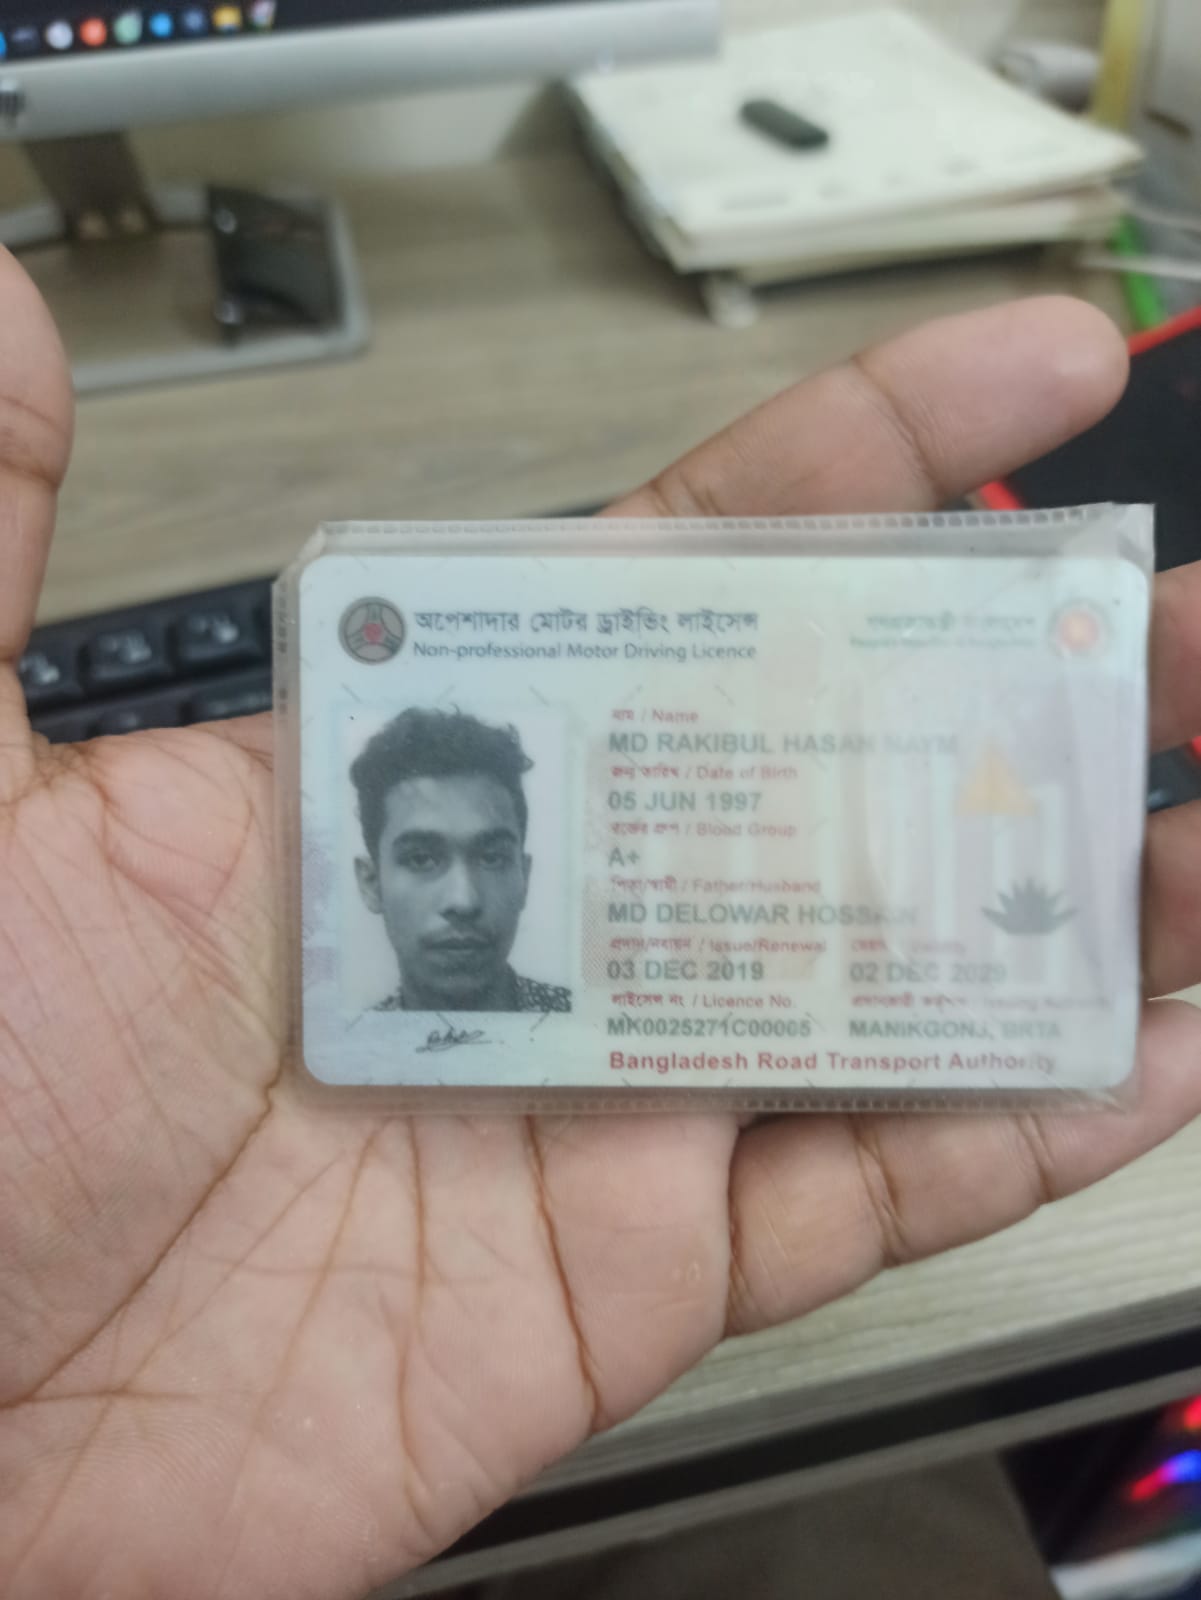 অপেশাদার মোটর ড্রাইভিং লাইসেন্স
Non-professional Motor Driving Licence
নাম / Name
MD RAKIBUL HASAN NAYM
জন্ম তারিখ / Date of Birth
05 JUN 1997
রক্তের গ্রুপ / Blood Group
A+
পিতা/স্বামী / Father/Husband
MD DELOWAR HOSSAIN
প্রদান/নবায়ন / Issue/Renewal
03 DEC 2019 02 DEC 2029
লাইসেন্স নং / Licence No. প্রদানকারী কর্তৃপক্ষ / Issuing Authority
MK0025271C00005 MANIKGONJ, BRTA
Bangladesh Road Transport Authority